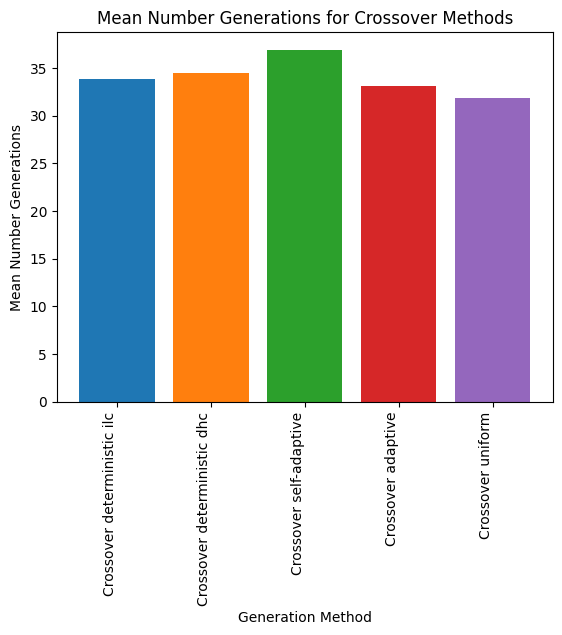 Mean Number Generations for Crossover Methods
Mean Number Generations
35
30
25
20
15
10
5
0
Crossover deterministic ilc
Crossover deterministic dhc
Crossover self-adaptive
Crossover adaptive
Crossover uniform
Generation Method